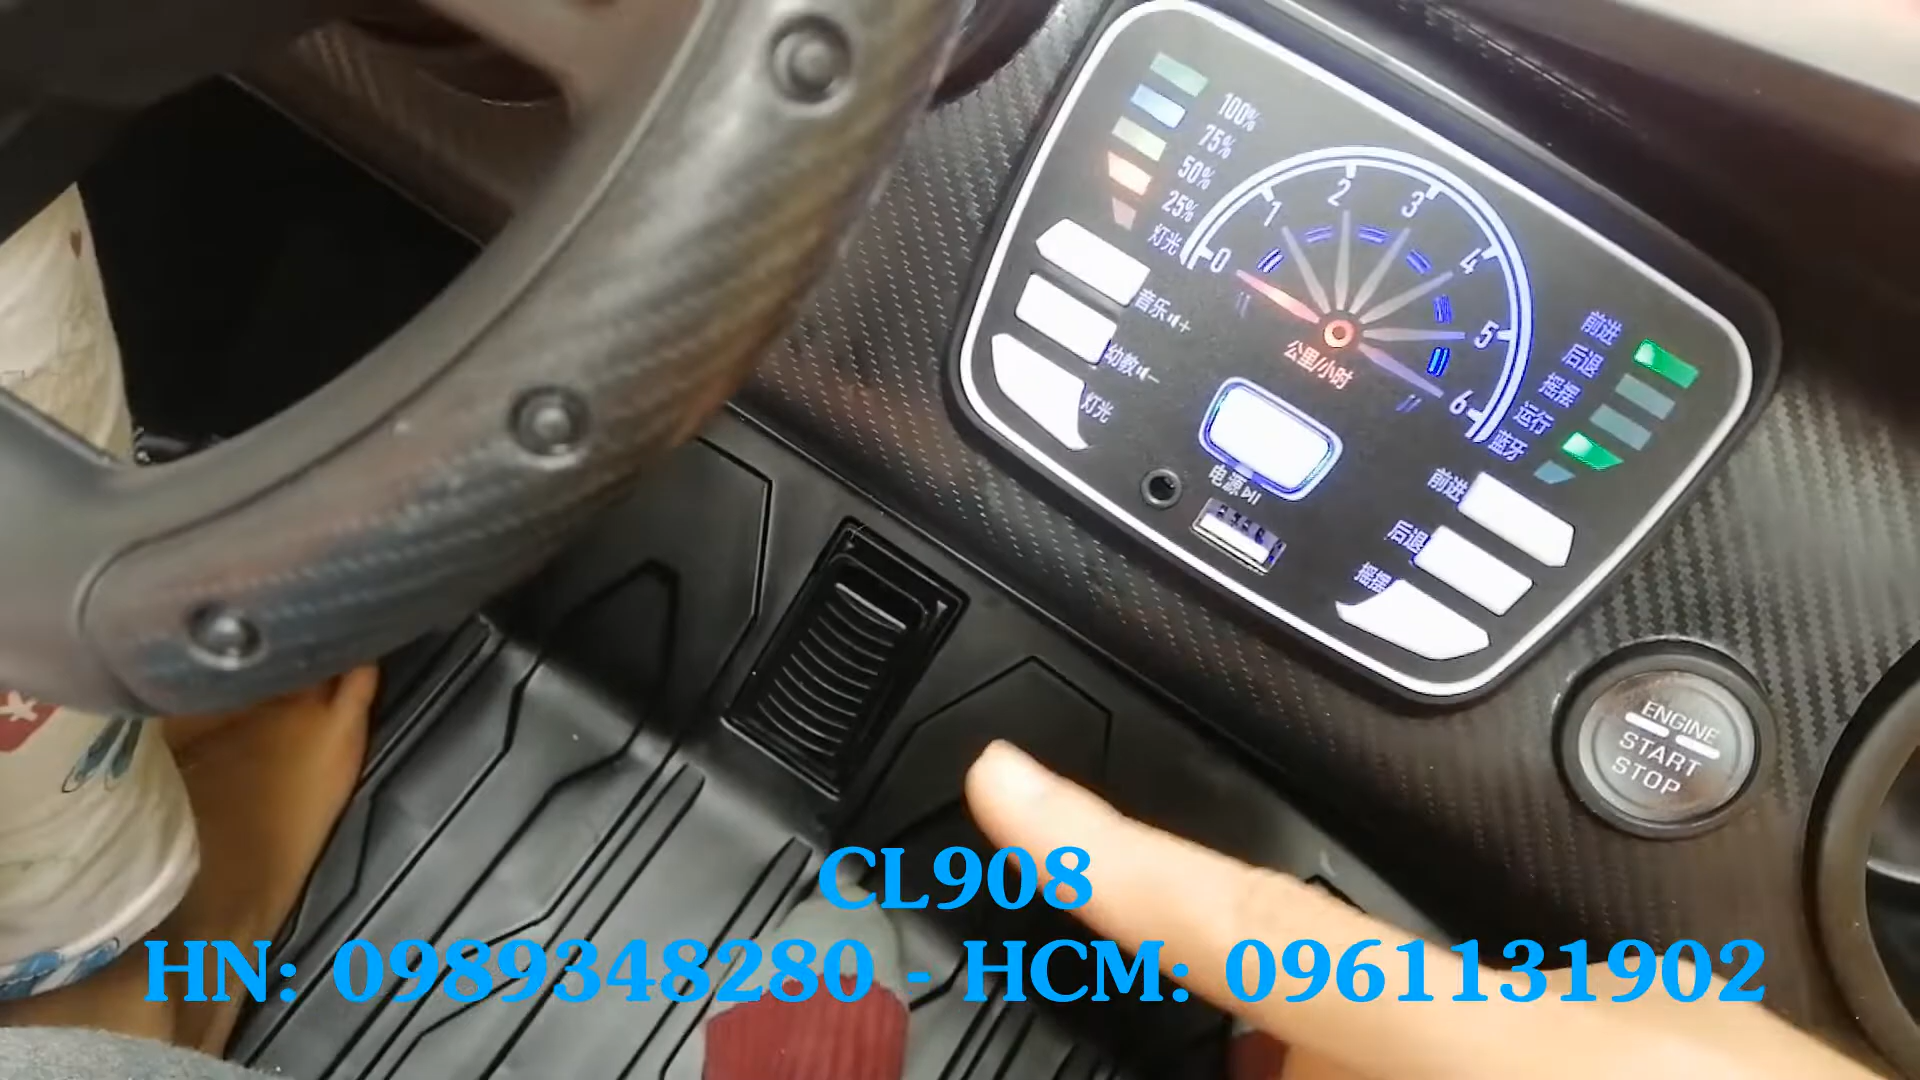 100%
75%
50%
25%
灯光
音乐 +
幼教 -
灯光
0
1
2
3
4
5
6
公里/小时
电源
前进
后退
摇摆
运行
蓝牙
前进
后退
摇摆
ENGINE
START
STOP
CL908
HN: 0989348280 - HCM: 0961131902